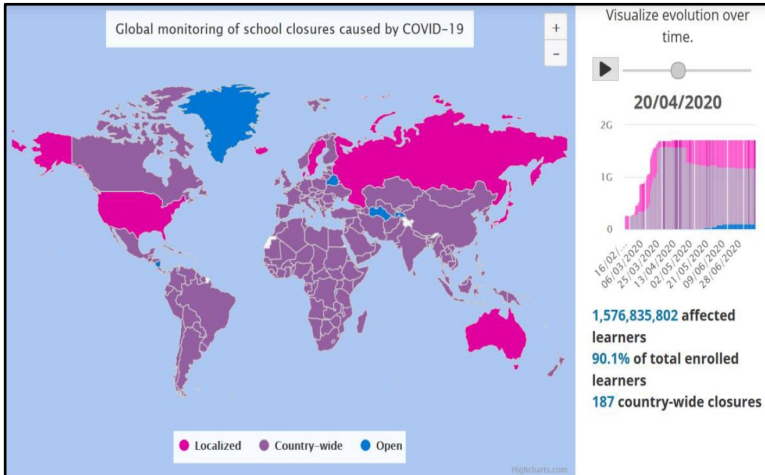 Global monitoring of school closures caused by COVID-19
+
−
Localized
Country-wide
Open
Highcharts.com
Visualize evolution over
time.
20/04/2020
2G
1G
0
16/02/...
06/03/2020
25/03/2020
13/04/2020
02/05/2020
21/05/2020
09/06/2020
28/06/2020
1,576,835,802 affected
learners
90.1% of total enrolled
learners
187 country-wide closures